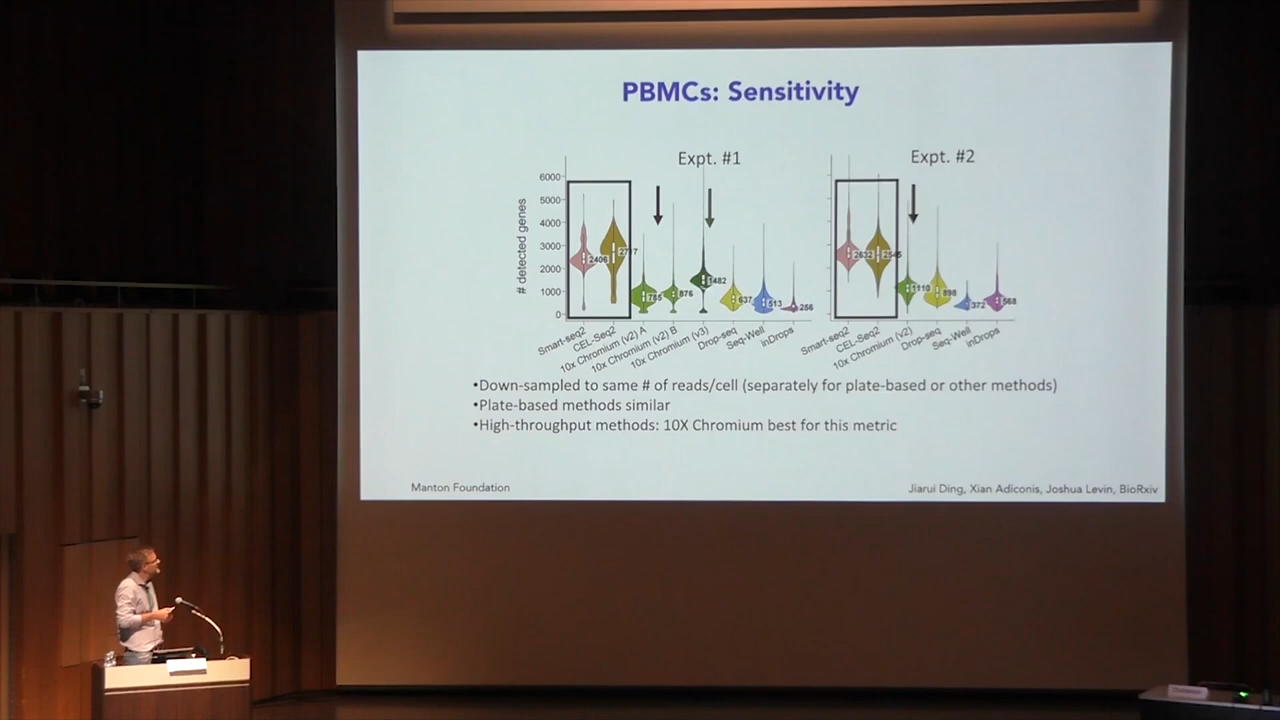 PBMCs: Sensitivity
Expt. #1
Expt. #2
# detected genes
6000
5000
4000
3000
2000
1000
0
2406
785
876
1482
637
513
256
2632
1110
898
372
568
Smart-seq2
CEL-Seq2
10x Chromium (v2) A
10x Chromium (v2) B
10x Chromium (v3)
Drop-seq
Seq-Well
inDrops
Smart-seq2
CEL-Seq2
10x Chromium (v2)
Drop-seq
Seq-Well
inDrops
•Down-sampled to same # of reads/cell (separately for plate-based or other methods)
•Plate-based methods similar
•High-throughput methods: 10X Chromium best for this metric
Manton Foundation
Jiarui Ding, Xian Adiconis, Joshua Levin, BioRxiv